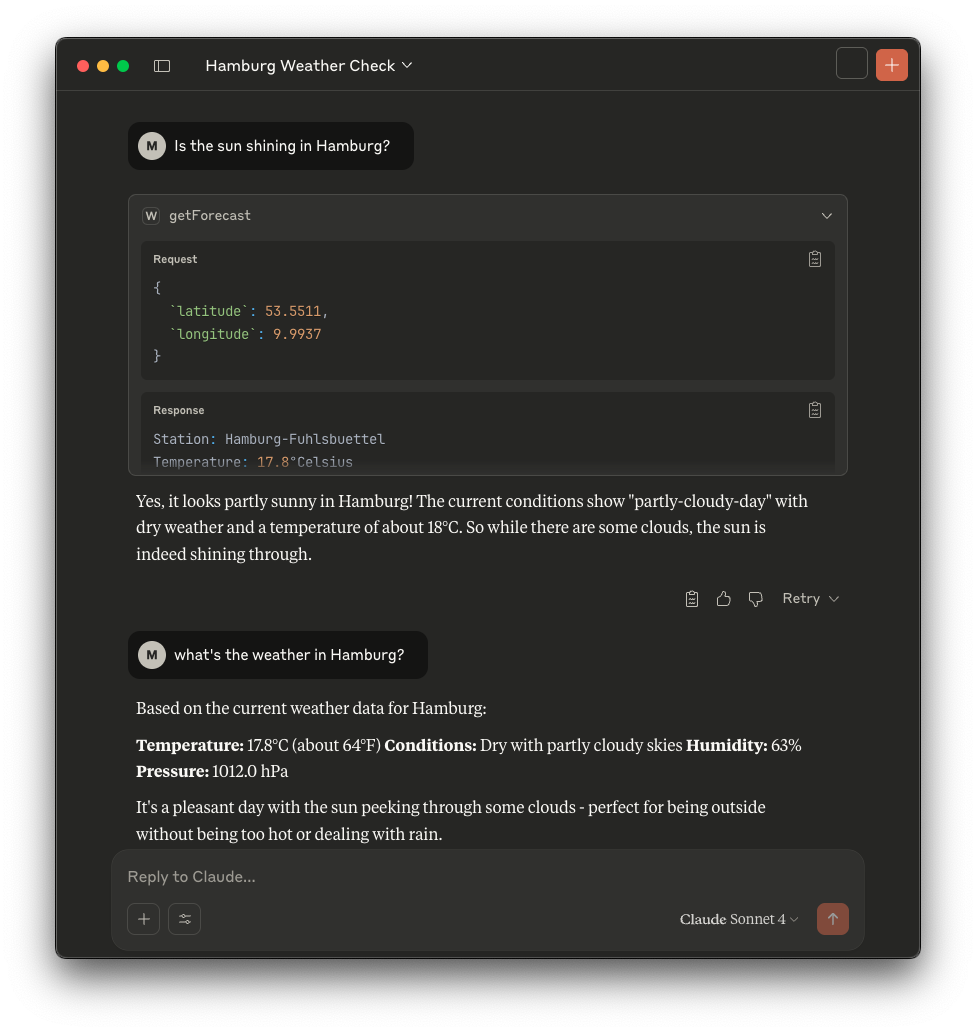 Hamburg Weather Check
M Is the sun shining in Hamburg?
W getForecast
Request
{
`latitude`: 53.5511,
`longitude`: 9.9937
}
Response
Station: Hamburg-Fuhlsbuettel
Temperature: 17.8°Celsius
Yes, it looks partly sunny in Hamburg! The current conditions show "partly-cloudy-day" with
dry weather and a temperature of about 18°C. So while there are some clouds, the sun is
indeed shining through.
Retry
M what's the weather in Hamburg?
Based on the current weather data for Hamburg:
Temperature: 17.8°C (about 64°F) Conditions: Dry with partly cloudy skies Humidity: 63%
Pressure: 1012.0 hPa
It's a pleasant day with the sun peeking through some clouds - perfect for being outside
without being too hot or dealing with rain.
Reply to Claude...
Claude Sonnet 4